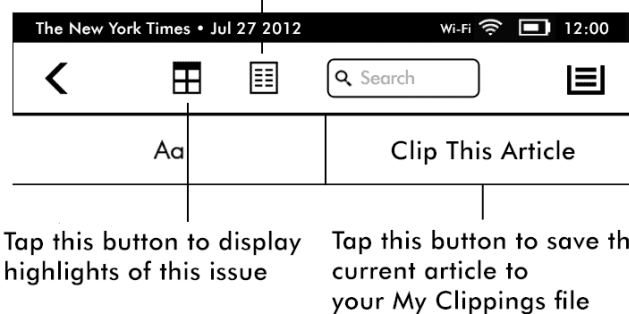 The New York Times • Jul 27 2012 Wi-Fi 12:00
Search
Aa Clip This Article
Tap this button to display
highlights of this issue
Tap this button to save th
current article to
your My Clippings file